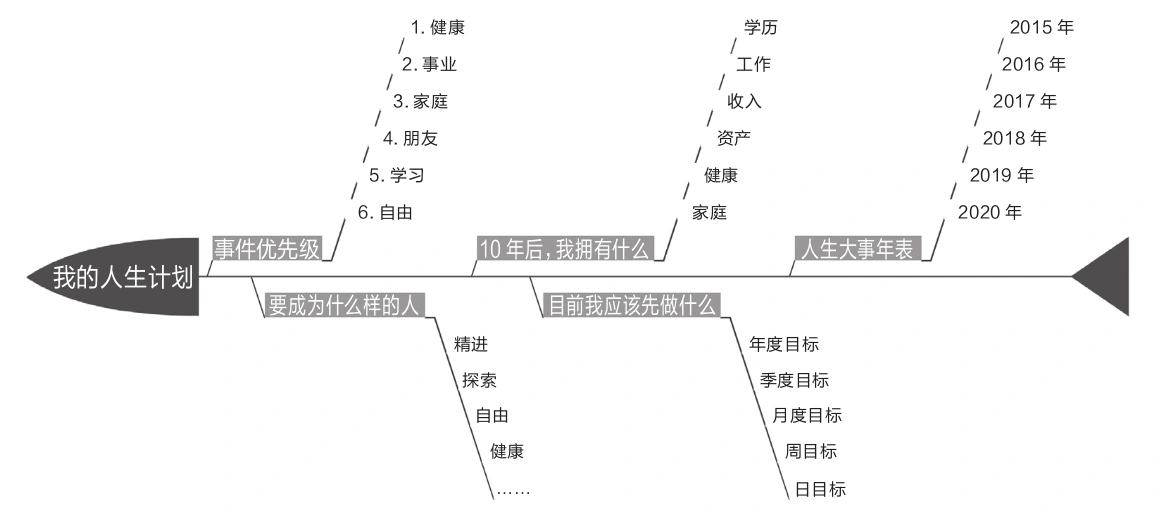 我的人生计划
事件优先级
1. 健康
2. 事业
3. 家庭
4. 朋友
5. 学习
6. 自由
10 年后，我拥有什么
学历
工作
收入
资产
健康
家庭
人生大事年表
2015 年
2016 年
2017 年
2018 年
2019 年
2020 年
要成为什么样的人
精进
探索
自由
健康
……
目前我应该先做什么
年度目标
季度目标
月度目标
周目标
日目标